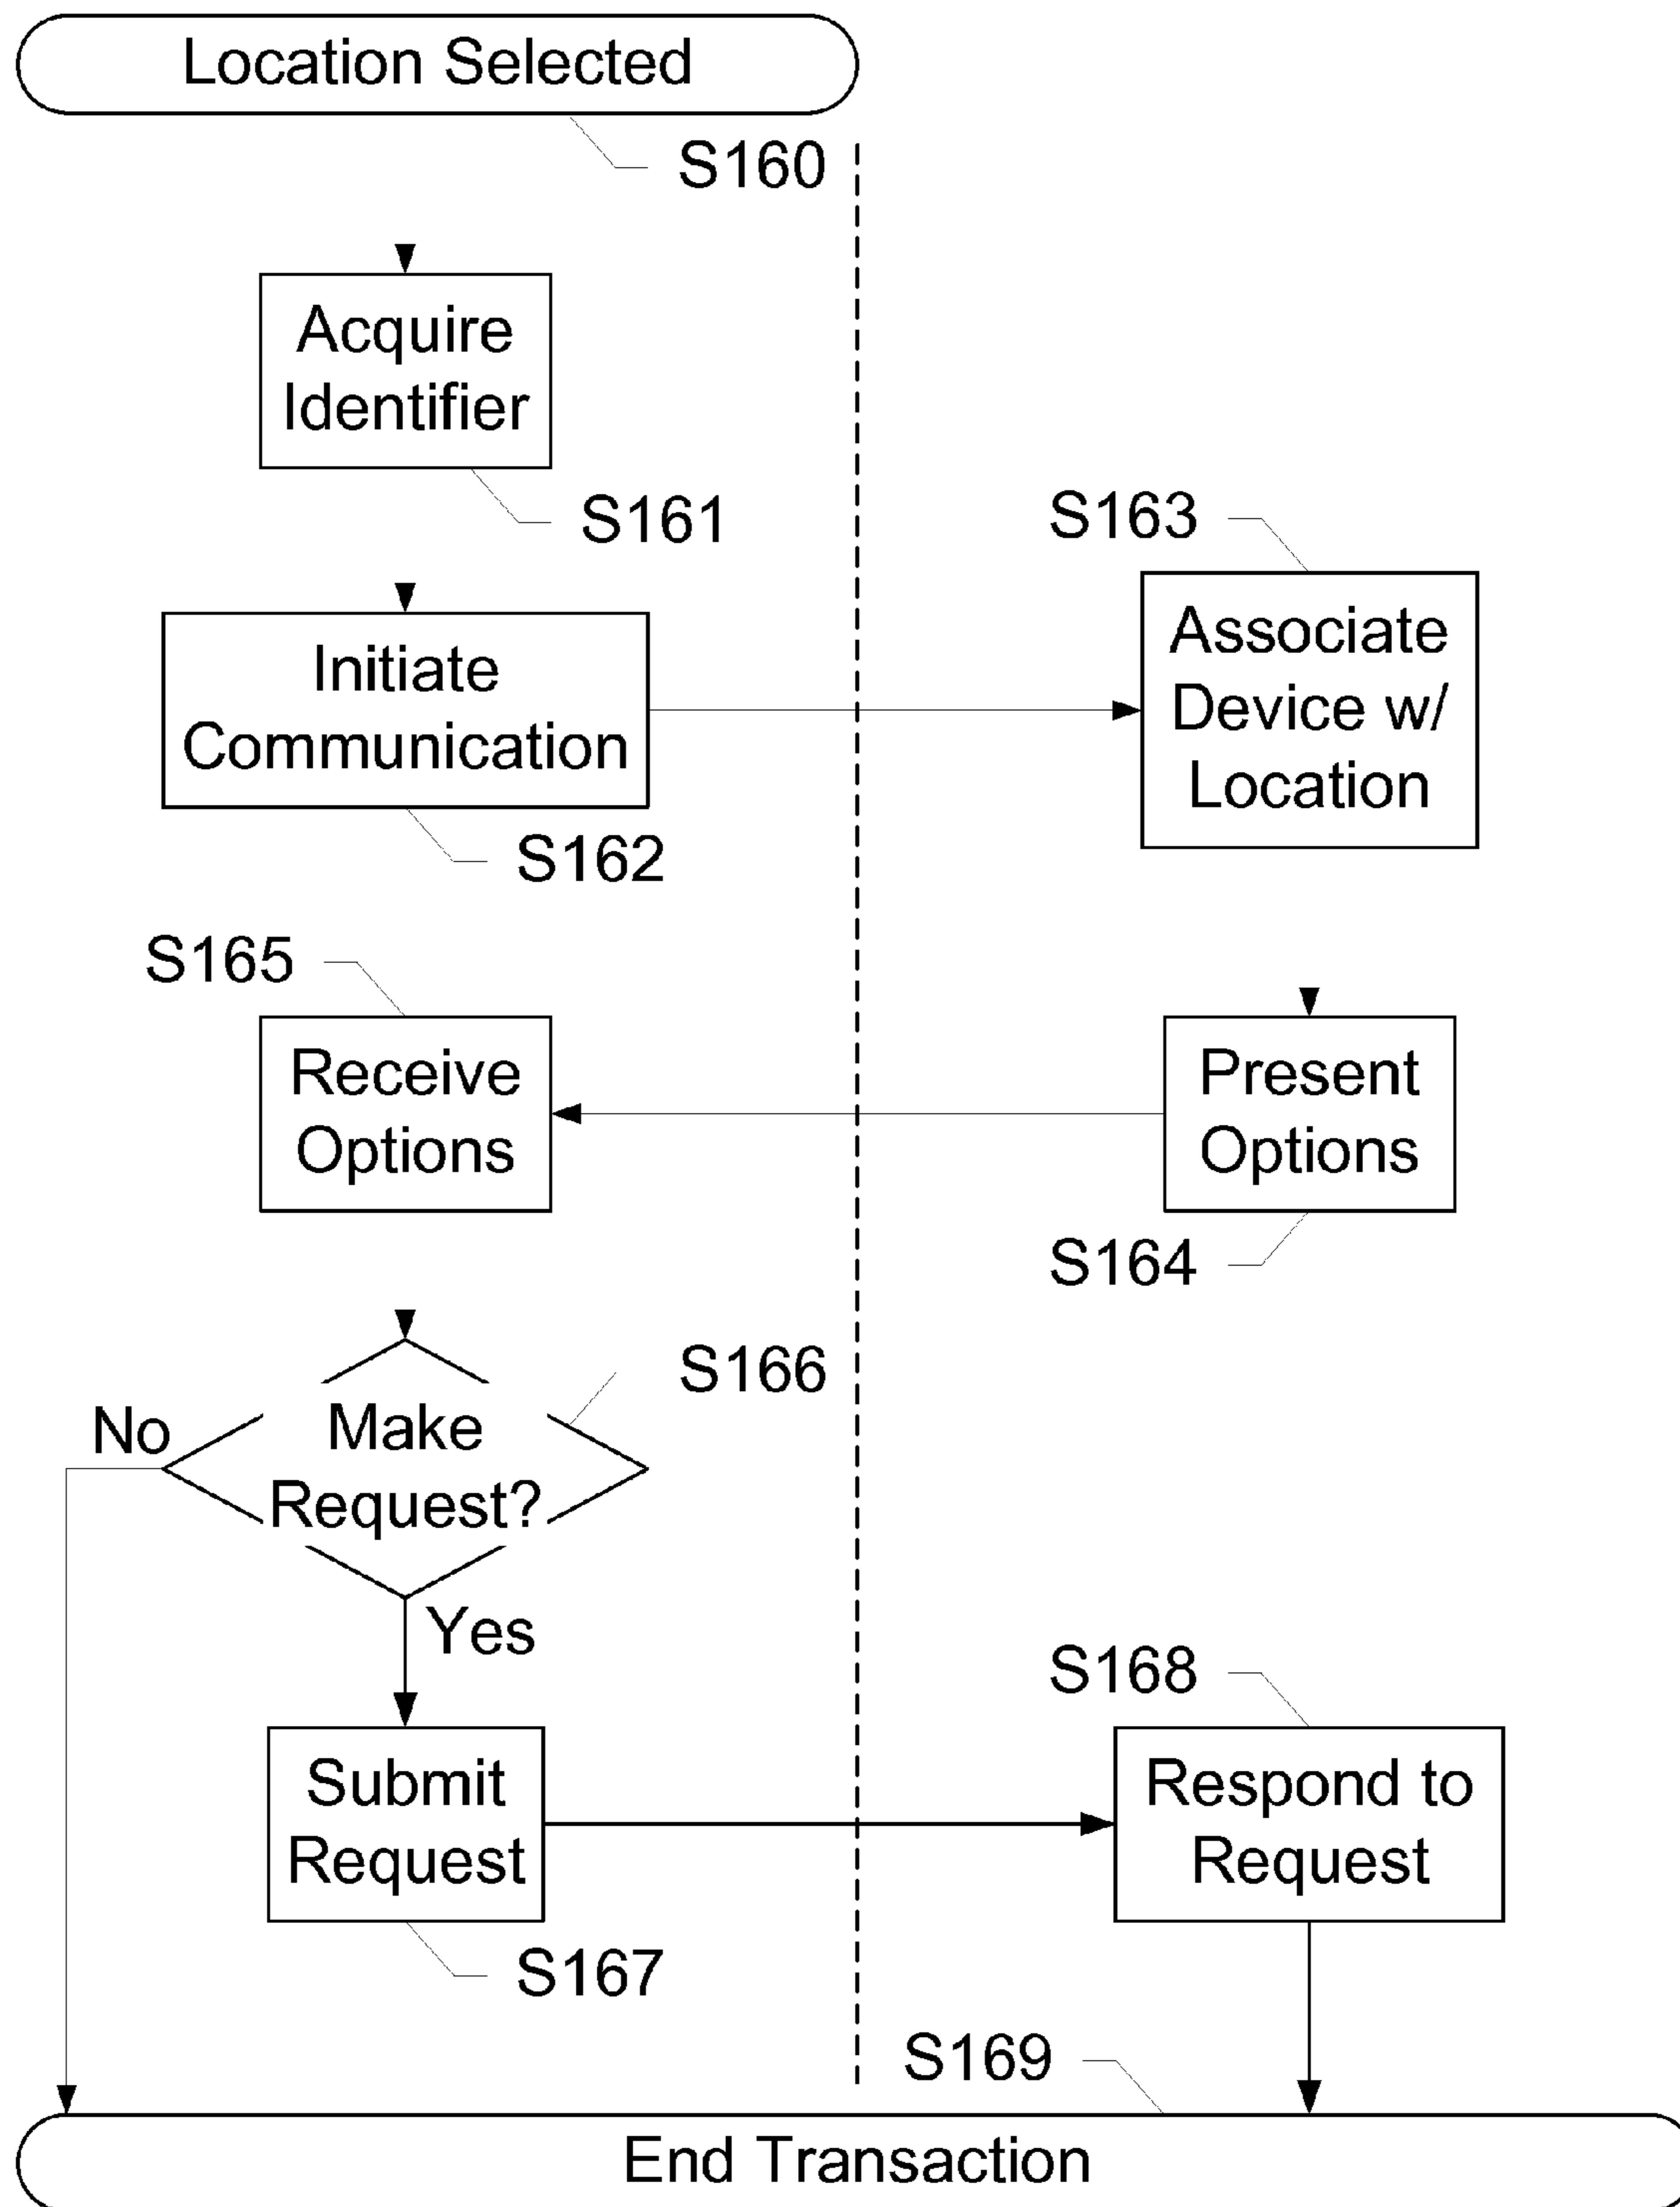 Location Selected
S160
Acquire
Identifier
S161
S163
Associate
Device w/
Location
Initiate
Communication
S162
S165
Receive
Options
Present
Options
S164
S166
Make
Request?
No
Yes
S168
Submit
Request
Respond to
Request
S167
S169
End Transaction